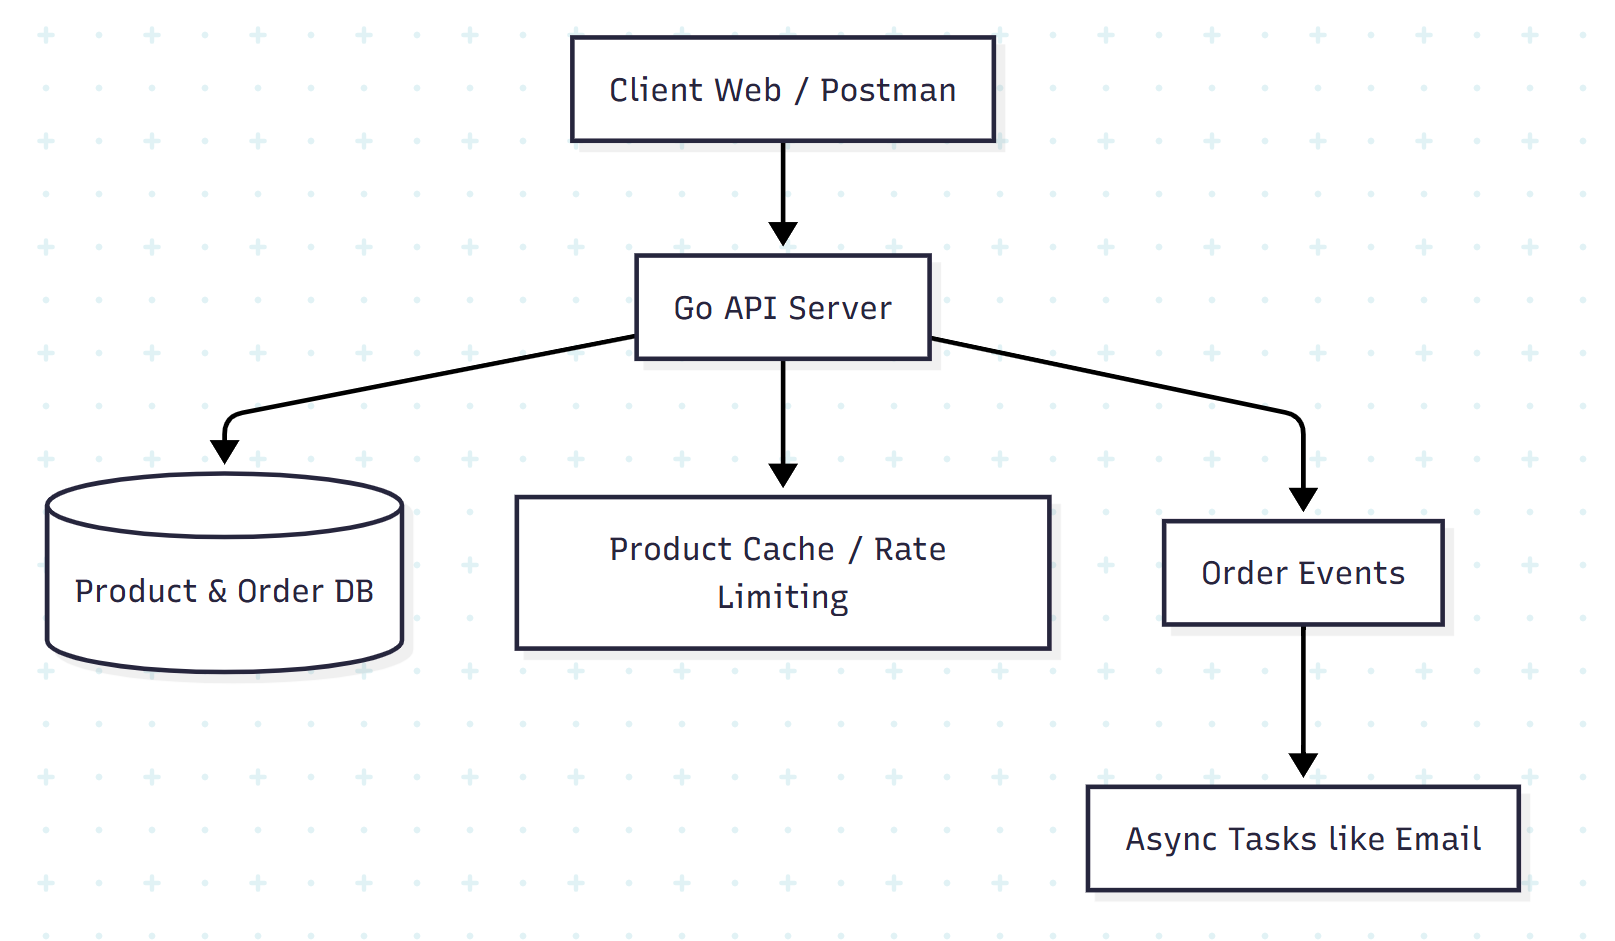 Client Web / Postman
Go API Server
Product & Order DB
Product Cache / Rate
Limiting
Order Events
Async Tasks like Email